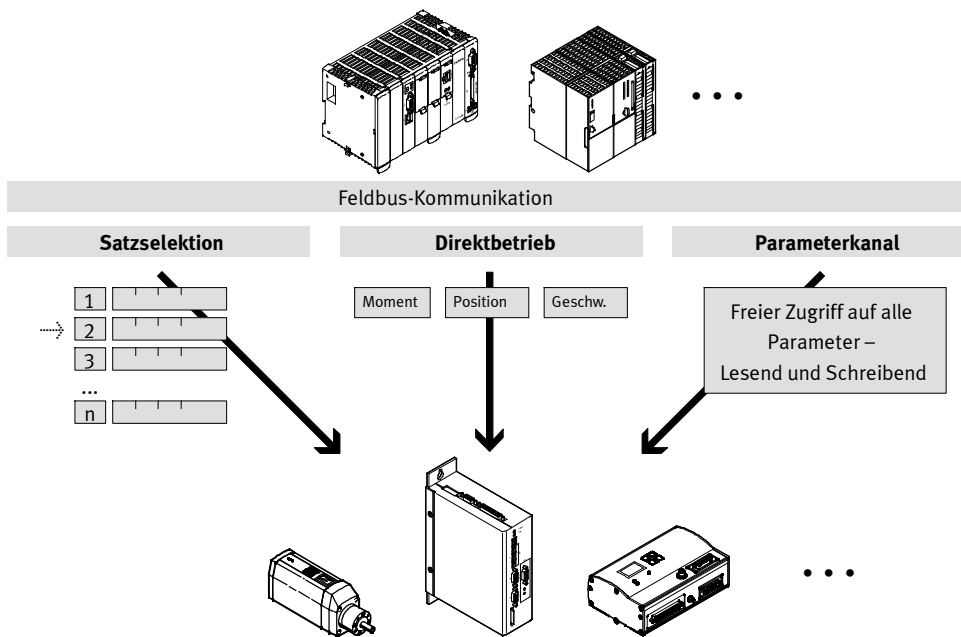 Feldbus-Kommunikation
Satzselektion
Direktbetrieb
Parameterkanal
1
2
3
...
n
Moment
Position
Geschw.
Freier Zugriff auf alle
Parameter –
Lesend und Schreibend